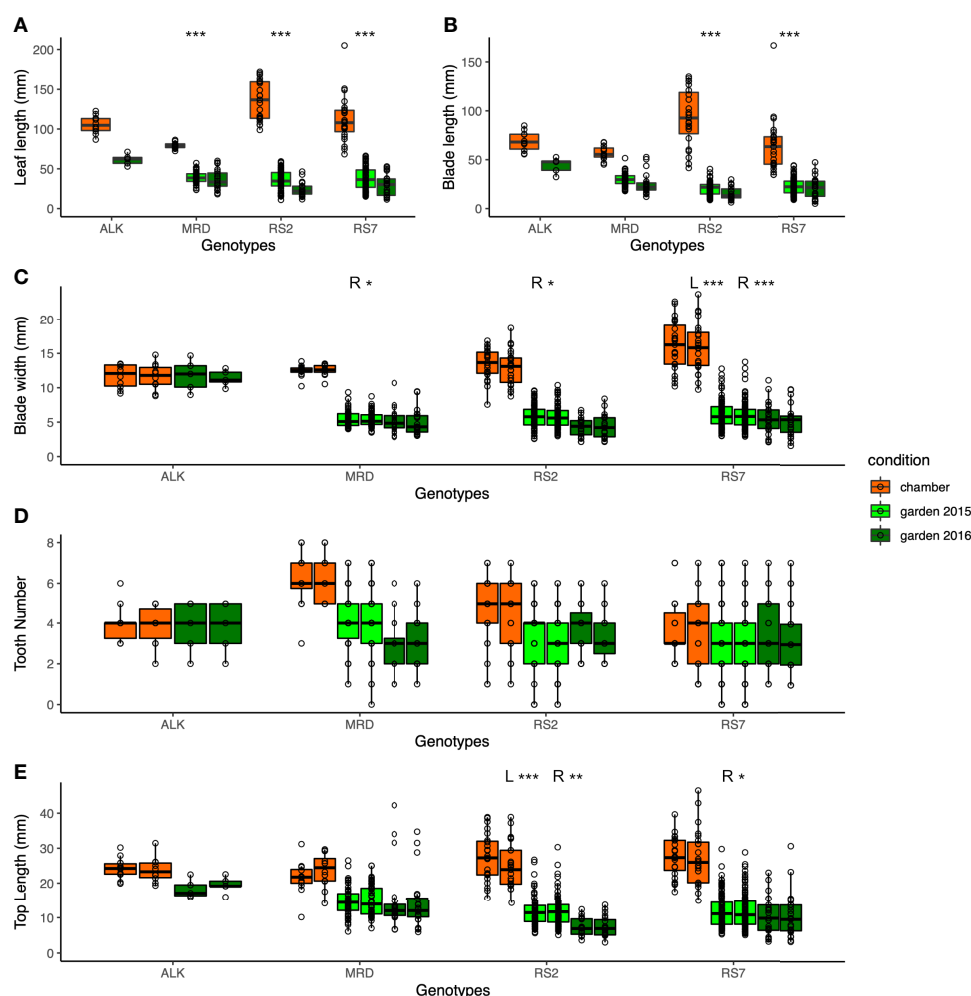 A
B
*** *** ***
*** ***
Leaf length (mm)
200
150
100
50
0
ALK MRD RS2 RS7
Genotypes
Blade length (mm)
150
100
50
0
ALK MRD RS2 RS7
Genotypes
C
R * R * L *** R ***
Blade width (mm)
20
15
10
5
0
ALK MRD RS2 RS7
Genotypes
condition
chamber
garden 2015
garden 2016
D
Tooth Number
8
6
4
2
0
ALK MRD RS2 RS7
Genotypes
E
L *** R ** R *
Top Length (mm)
40
30
20
10
0
ALK MRD RS2 RS7
Genotypes